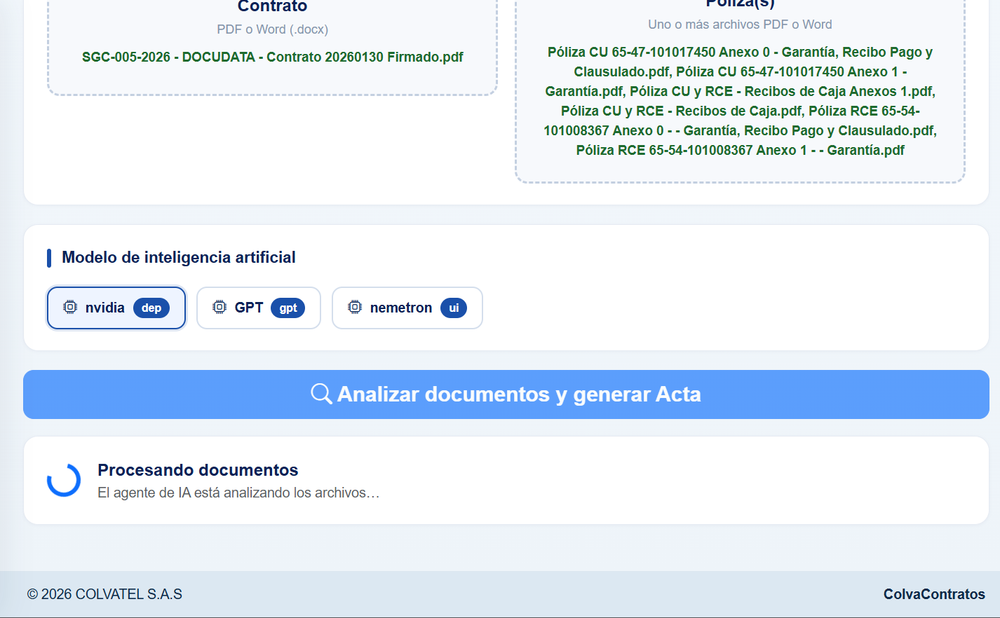 Contrato
PDF o Word (.docx)
SGC-005-2026 - DOCUDATA - Contrato 20260130 Firmado.pdf
Póliza(s)
Uno o más archivos PDF o Word
Póliza CU 65-47-101017450 Anexo 0 - Garantía, Recibo Pago y
Clausulado.pdf, Póliza CU 65-47-101017450 Anexo 1 -
Garantía.pdf, Póliza CU y RCE - Recibos de Caja Anexos 1.pdf,
Póliza CU y RCE - Recibos de Caja.pdf, Póliza RCE 65-54-
101008367 Anexo 0 - - Garantía, Recibo Pago y Clausulado.pdf,
Póliza RCE 65-54-101008367 Anexo 1 - - Garantía.pdf
Modelo de inteligencia artificial
nvidia dep GPT gpt nemetron ui
Analizar documentos y generar Acta
Procesando documentos
El agente de IA está analizando los archivos…
© 2026 COLVATEL S.A.S
ColvaContratos